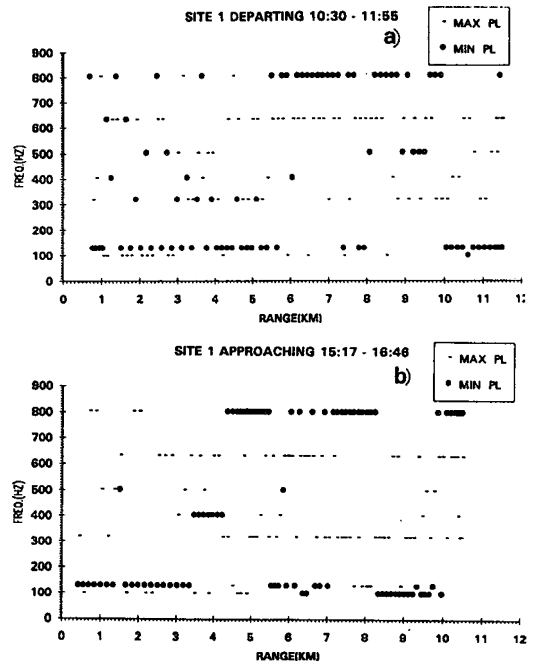 SITE 1 DEPARTING 10:30 - 11:55
a)
- MAX PL
● MIN PL
900
800
700
600
500
400
300
200
100
0
FREQ.(HZ)
0 1 2 3 4 5 6 7 8 9 10 11 12
RANGE(KM)
SITE 1 APPROACHING 15:17 - 16:46
b)
- MAX PL
● MIN PL
900
800
700
600
500
400
300
200
100
0
FREQ.(HZ)
0 1 2 3 4 5 6 7 8 9 10 11 12
RANGE(KM)